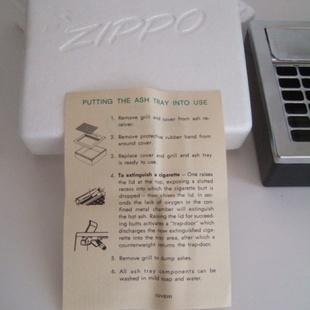 ZIPPO
PUTTING THE ASH TRAY INTO USE
1. Remove grill and cover from ash re-
ceiver.
2. Remove protective rubber band from
around cover.
3. Replace cover and grill and ash tray
is ready to use.
4. To extinguish a cigarette – One raises
the lid at the top, exposing a slotted
recess into which the cigarette butt is
dropped – then closes the lid. In sec-
onds the lack of oxygen in the con-
fined metal chamber will extinguish
the hot ash. Raising the lid for succeed-
ing butts activates a "trap-door" which
discharges the now extinguished ciga-
rette into the tray area, after which a
counterweight returns the trap-door.
5. Remove grill to dump ashes.
6. All ash tray components can be
washed in mild soap and water.